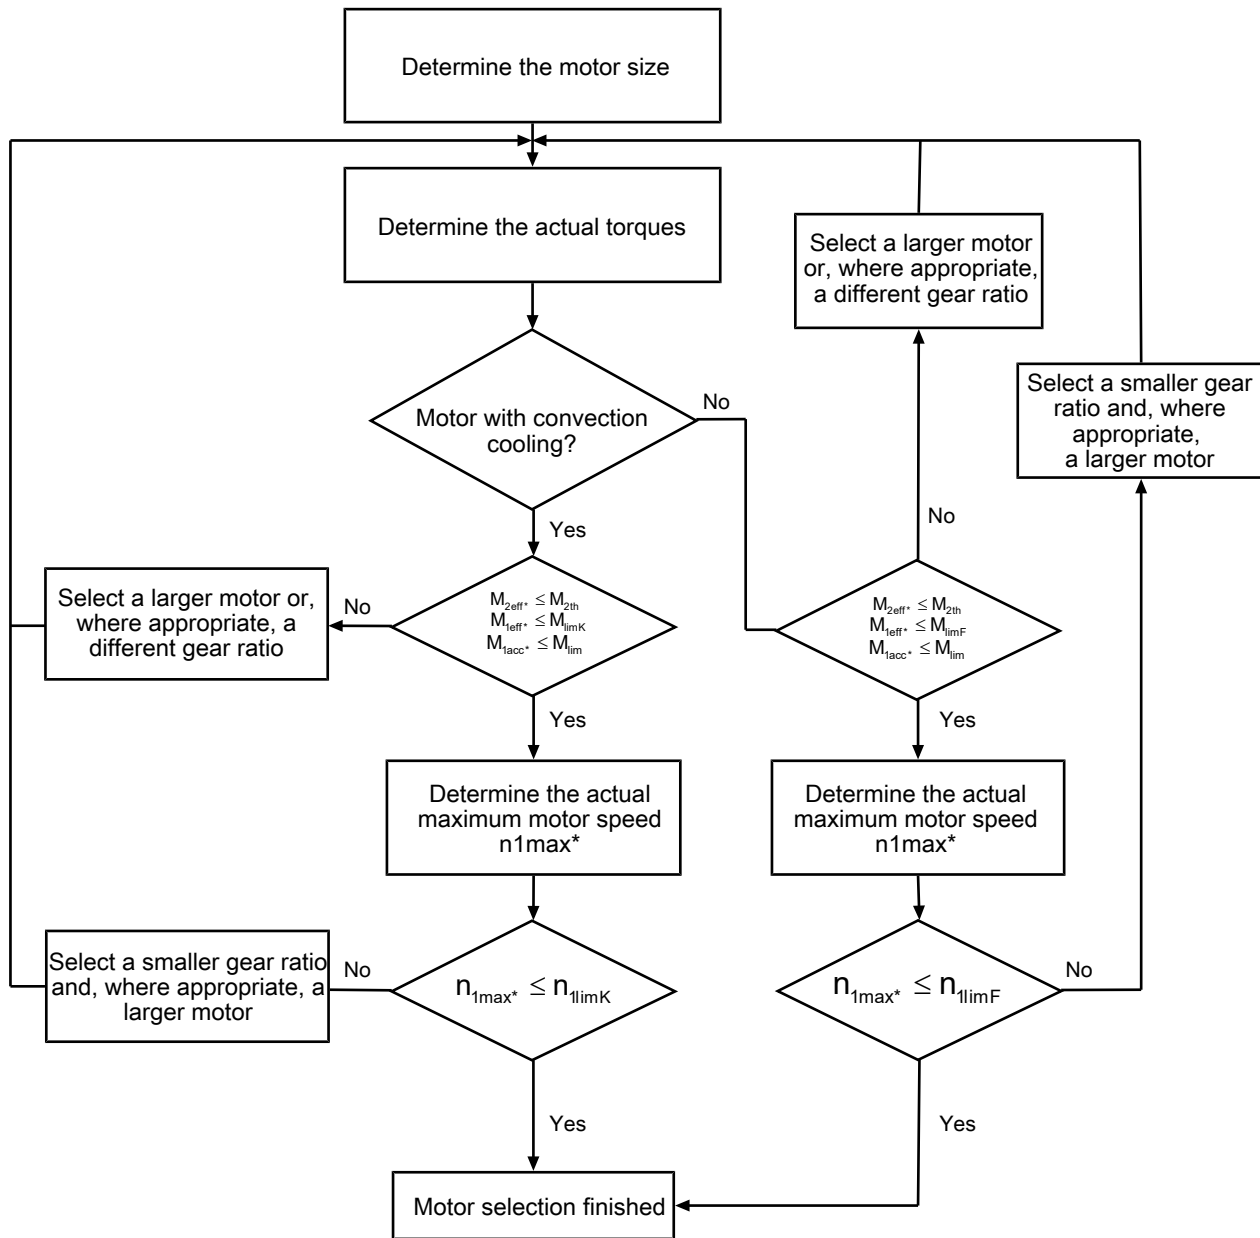 Determine the motor size
Determine the actual torques
Select a larger motor
or, where appropriate,
a different gear ratio
Select a smaller gear
ratio and, where
appropriate,
a larger motor
Motor with convection
cooling?
No
Yes
No
Select a larger motor or,
where appropriate, a
different gear ratio
No
M2eff* ≤ M2th
M1eff* ≤ MlimK
M1acc* ≤ Mlim
M2eff* ≤ M2th
M1eff* ≤ MlimF
M1acc* ≤ Mlim
Yes
Yes
Determine the actual
maximum motor speed
n1max*
Determine the actual
maximum motor speed
n1max*
Select a smaller gear ratio
and, where appropriate, a
larger motor
No
n1max* ≤ n1limK
n1max* ≤ n1limF
No
Yes
Yes
Motor selection finished